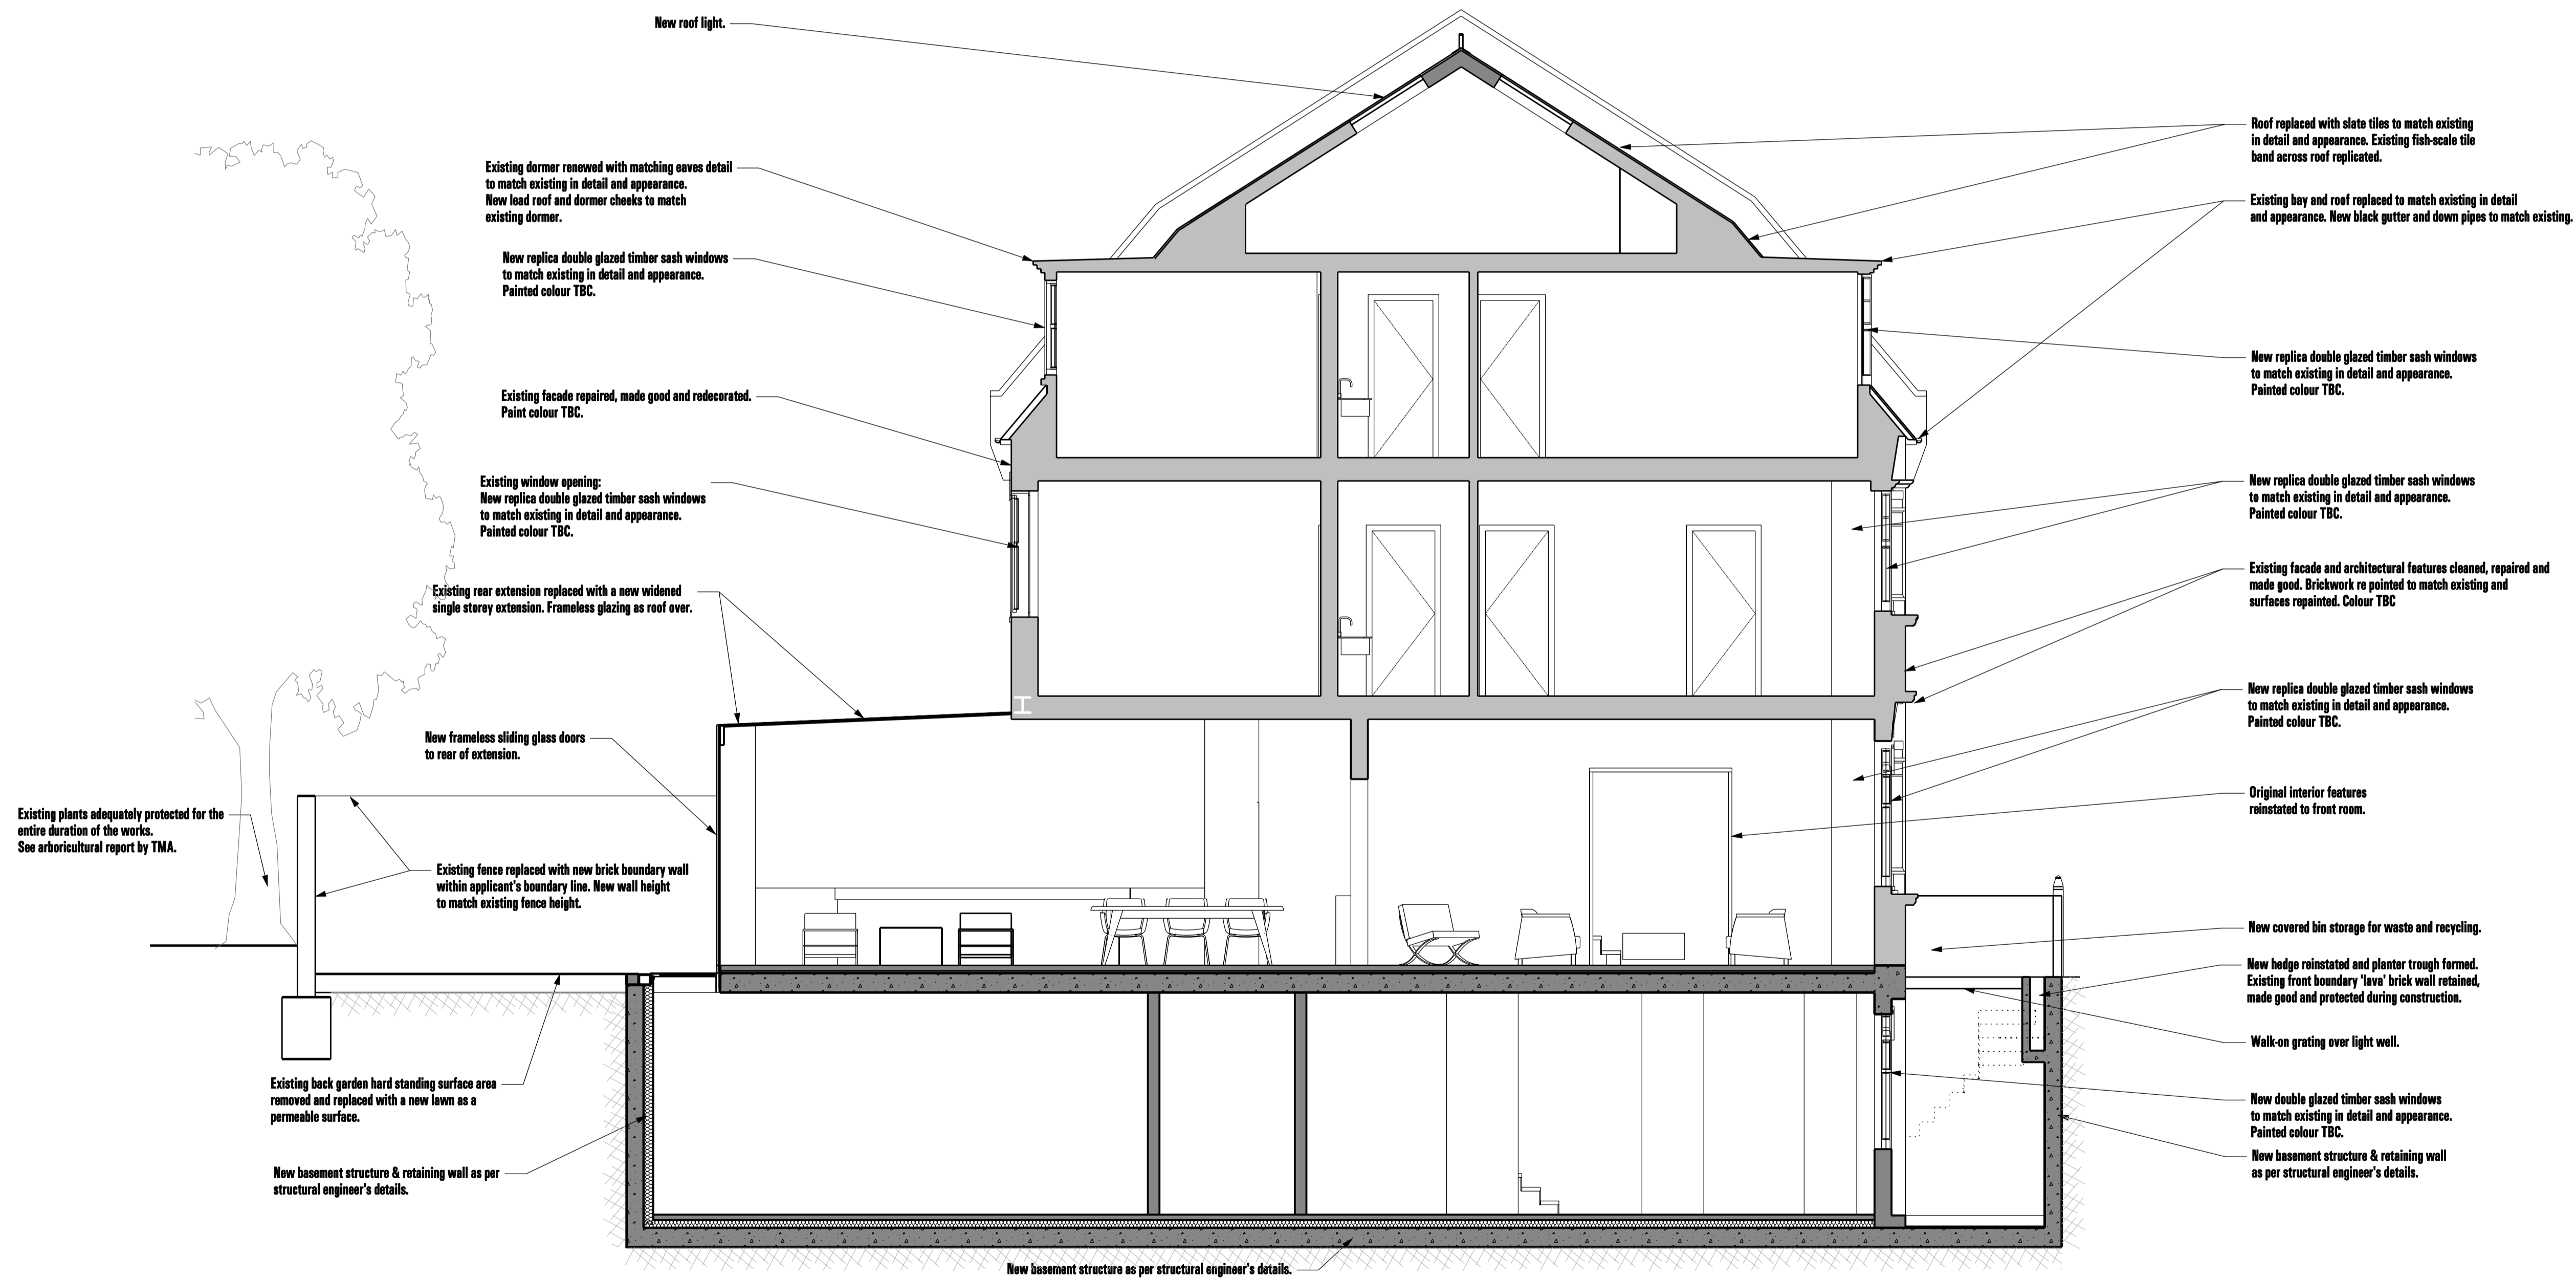 New roof light.
Existing dormer renewed with matching eaves detail
to match existing in detail and appearance.
New lead roof and dormer cheeks to match
existing dormer.
New replica double glazed timber sash windows
to match existing in detail and appearance.
Painted colour TBC.
Existing facade repaired, made good and redecorated.
Paint colour TBC.
Existing window opening:
New replica double glazed timber sash windows
to match existing in detail and appearance.
Painted colour TBC.
Existing rear extension replaced with a new widened
single storey extension. Frameless glazing as roof over.
New frameless sliding glass doors
to rear of extension.
Existing plants adequately protected for the
entire duration of the works.
See arboricultural report by TMA.
Existing fence replaced with new brick boundary wall
within applicant's boundary line. New wall height
to match existing fence height.
Existing back garden hard standing surface area
removed and replaced with a new lawn as a
permeable surface.
New basement structure & retaining wall as per
structural engineer's details.
New basement structure as per structural engineer's details.
Roof replaced with slate tiles to match existing
in detail and appearance. Existing fish-scale tile
band across roof replicated.
Existing bay and roof replaced to match existing in detail
and appearance. New black gutter and down pipes to match existing.
New replica double glazed timber sash windows
to match existing in detail and appearance.
Painted colour TBC.
New replica double glazed timber sash windows
to match existing in detail and appearance.
Painted colour TBC.
Existing facade and architectural features cleaned, repaired and
made good. Brickwork re pointed to match existing and
surfaces repainted. Colour TBC
New replica double glazed timber sash windows
to match existing in detail and appearance.
Painted colour TBC.
Original interior features
reinstated to front room.
New covered bin storage for waste and recycling.
New hedge reinstated and planter trough formed.
Existing front boundary 'lava' brick wall retained,
made good and protected during construction.
Walk-on grating over light well.
New double glazed timber sash windows
to match existing in detail and appearance.
Painted colour TBC.
New basement structure & retaining wall
as per structural engineer's details.